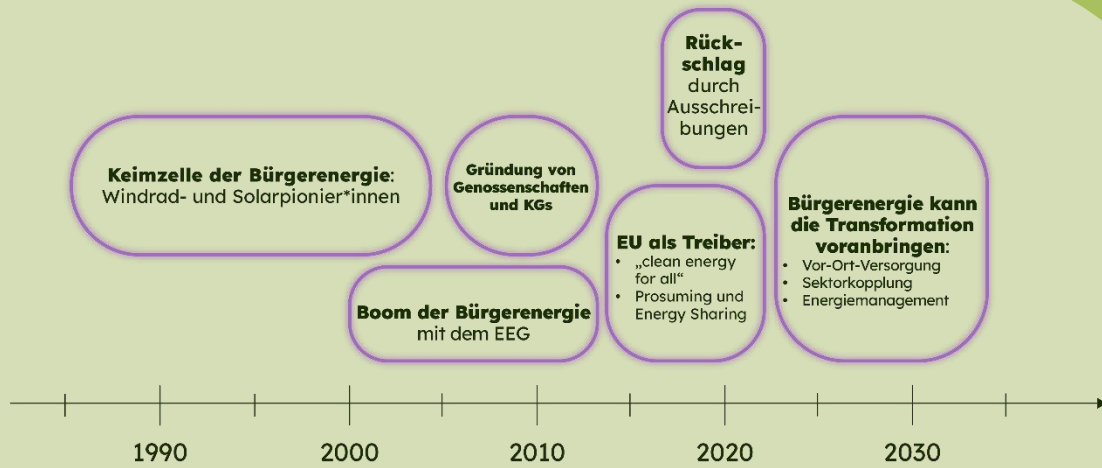 Keimzelle der Bürgerenergie:
Windrad- und Solarpionier*innen
Gründung von
Genossenschaften
und KGs
Boom der Bürgerenergie
mit dem EEG
Rück-
schlag
durch
Ausschrei-
bungen
EU als Treiber:
• „clean energy
for all“
• Prosuming und
Energy Sharing
Bürgerenergie kann
die Transformation
voranbringen:
• Vor-Ort-Versorgung
• Sektorkopplung
• Energiemanagement
1990 2000 2010 2020 2030